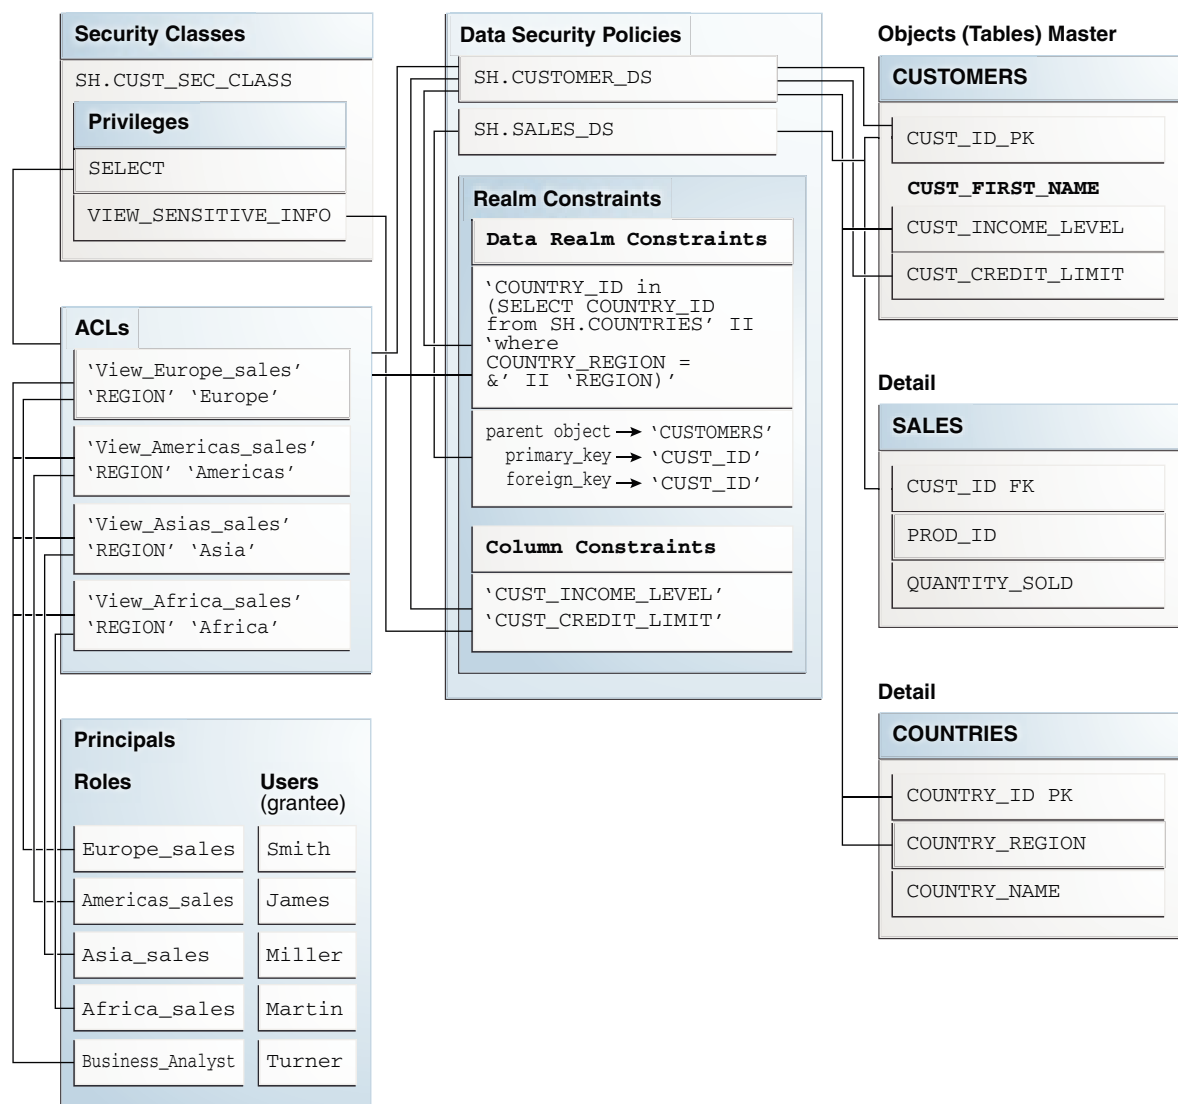 Security Classes
SH.CUST_SEC_CLASS
Privileges
SELECT
VIEW_SENSITIVE_INFO
ACLs
‘View_Europe_sales’
‘REGION’ ‘Europe’
‘View_Americas_sales’
‘REGION’ ‘Americas’
‘View_Asias_sales’
‘REGION’ ‘Asia’
‘View_Africa_sales’
‘REGION’ ‘Africa’
Principals
Roles
Users
(grantee)
Europe_sales
Smith
Americas_sales
James
Asia_sales
Miller
Africa_sales
Martin
Business_Analyst
Turner
Data Security Policies
SH.CUSTOMER_DS
SH.SALES_DS
Realm Constraints
Data Realm Constraints
‘COUNTRY_ID in
(SELECT COUNTRY_ID
from SH.COUNTRIES’ II
‘where
COUNTRY_REGION =
&’ II ‘REGION)’
parent object → ‘CUSTOMERS’
primary_key → ‘CUST_ID’
foreign_key → ‘CUST_ID’
Column Constraints
‘CUST_INCOME_LEVEL’
‘CUST_CREDIT_LIMIT’
Objects (Tables) Master
CUSTOMERS
CUST_ID_PK
CUST_FIRST_NAME
CUST_INCOME_LEVEL
CUST_CREDIT_LIMIT
Detail
SALES
CUST_ID FK
PROD_ID
QUANTITY_SOLD
Detail
COUNTRIES
COUNTRY_ID PK
COUNTRY_REGION
COUNTRY_NAME